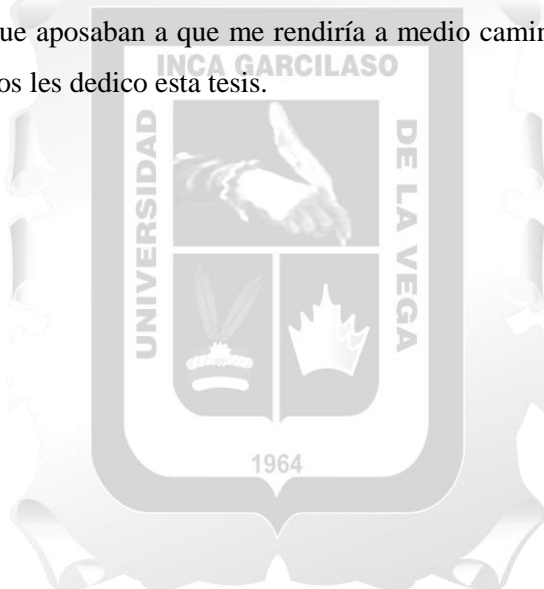 ue aposaban a que me rendiría a medio camin
os les dedico esta tesis.
INCA GARCILASO
UNIVERSIDAD
DE LA VEGA
1964